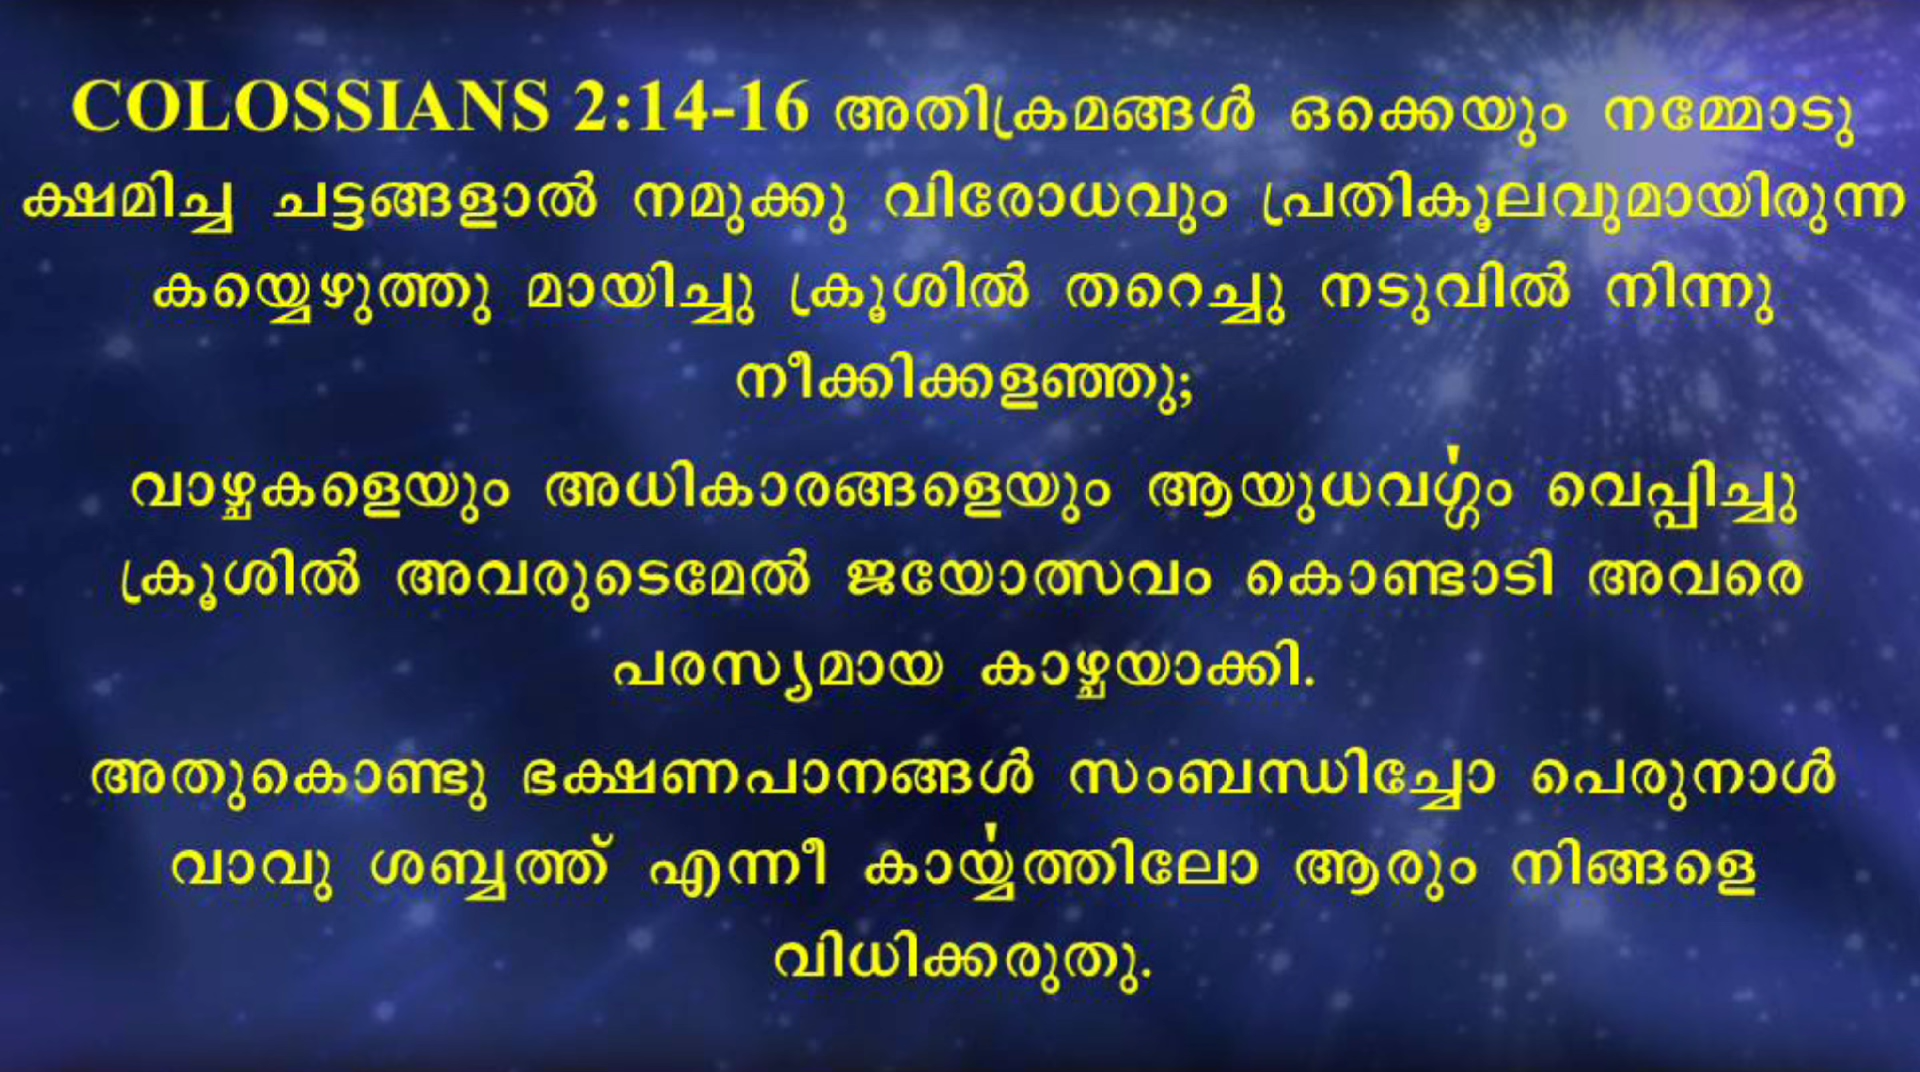 COLOSSIANS 2:14-16 അതിക്രമങ്ങൾ ഒക്കെയും നമ്മോടു
ക്ഷമിച്ച ചട്ടങ്ങളാൽ നമുക്കു വിരോധവും പ്രതികൂലവുമായിരുന്ന
കയ്യെഴുത്തു മായിച്ചു ക്രൂശിൽ തറെച്ചു നടുവിൽ നിന്നു
നീക്കിക്കളഞ്ഞു;
വാഴ്ചകളെയും അധികാരങ്ങളെയും ആയുധവൎഗ്ഗം വെപ്പിച്ചു
ക്രൂശിൽ അവരുടെമേൽ ജയോത്സവം കൊണ്ടാടി അവരെ
പരസ്യമായ കാഴ്ചയാക്കി.
അതുകൊണ്ടു ഭക്ഷണപാനങ്ങൾ സംബന്ധിച്ചോ പെരുനാൾ
വാവു ശബ്ബത്ത് എന്നീ കാൎയ്യത്തിലോ ആരും നിങ്ങളെ
വിധിക്കരുതു.